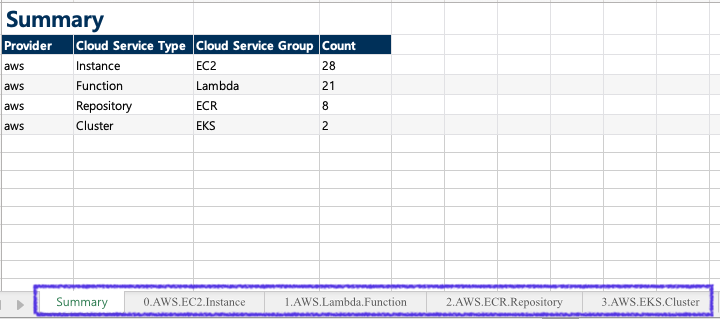 Summary
Provider Cloud Service Type Cloud Service Group Count
aws Instance EC2 28
aws Function Lambda 21
aws Repository ECR 8
aws Cluster EKS 2
Summary 0.AWS.EC2.Instance 1.AWS.Lambda.Function 2.AWS.ECR.Repository 3.AWS.EKS.Cluster